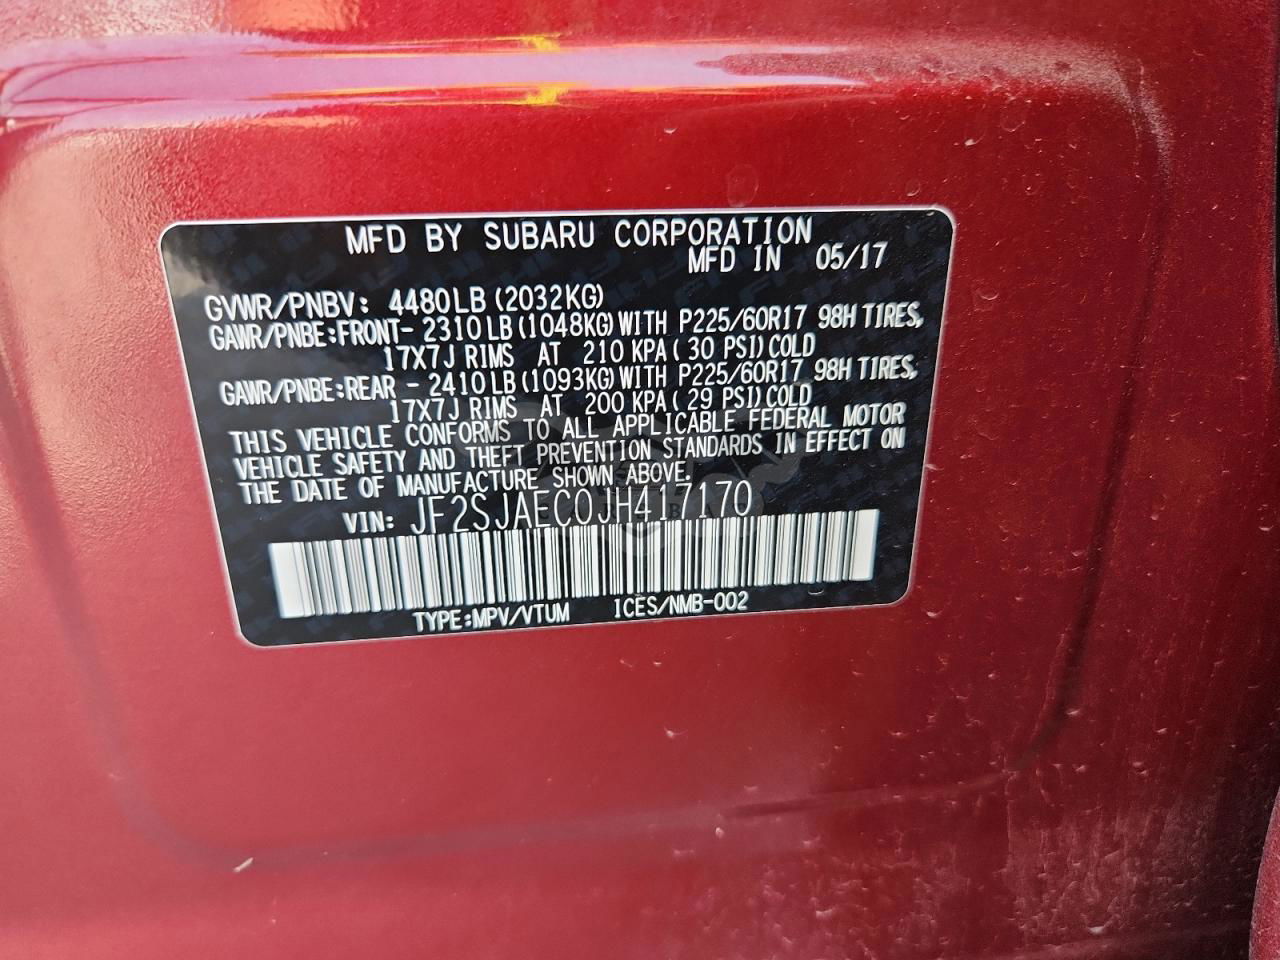 MFD BY SUBARU CORPORATION
MFD IN 05/17
GVWR/PNBV: 4480LB (2032KG)
GAWR/PNBE:FRONT- 2310LB (1048KG)WITH P225/60R17 98H TIRES,
17X7J RIMS AT 210 KPA ( 30 PSI) COLD
GAWR/PNBE:REAR - 2410LB (1093KG)WITH P225/60R17 98H TIRES,
17X7J RIMS AT 200 KPA ( 29 PSI) COLD
THIS VEHICLE CONFORMS TO ALL APPLICABLE FEDERAL MOTOR
VEHICLE SAFETY AND THEFT PREVENTION STANDARDS IN EFFECT ON
THE DATE OF MANUFACTURE SHOWN ABOVE.
VIN: JF2SJAEC0JH417170
TYPE:MPV/VTUM ICES/NMB-002